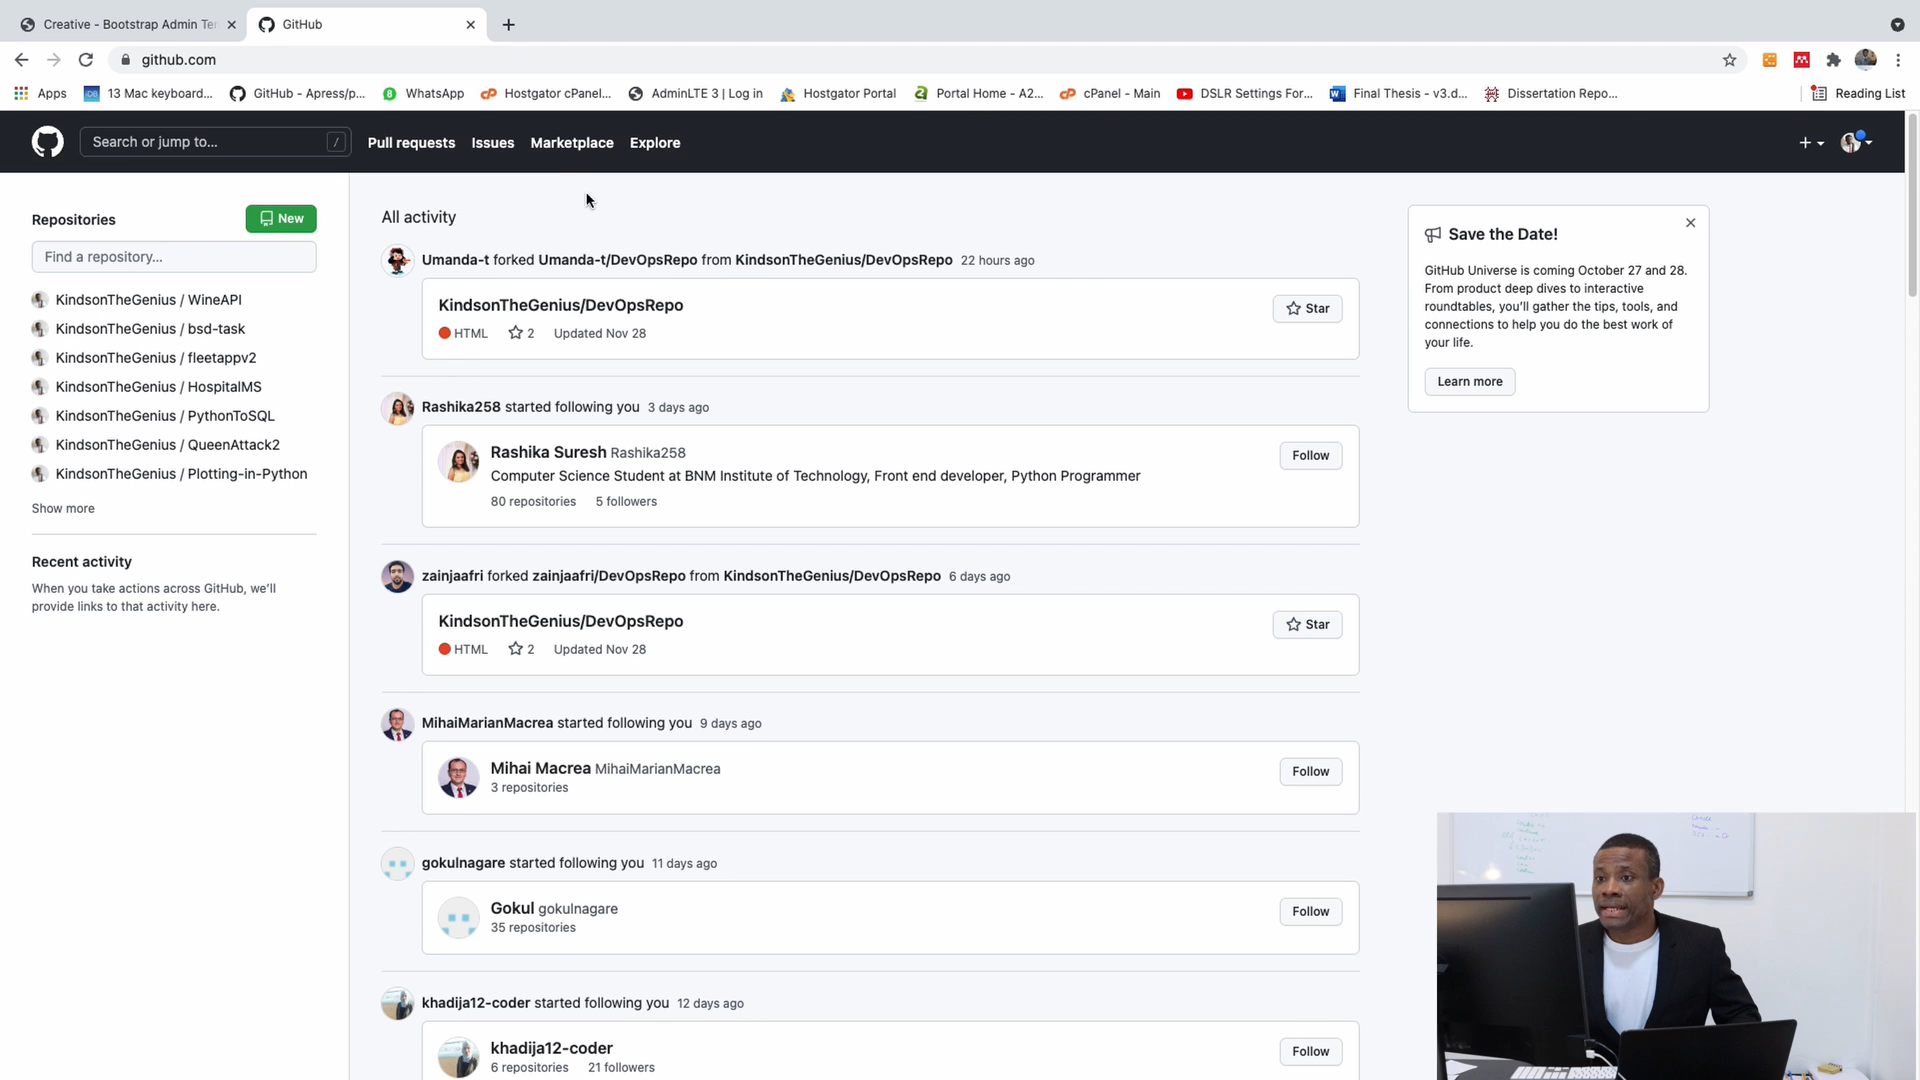 Creative - Bootstrap Admin Ter
GitHub
github.com
Apps
13 Mac keyboard...
GitHub - Apress/p...
WhatsApp
Hostgator cPanel...
AdminLTE 3 | Log in
Hostgator Portal
Portal Home - A2...
cPanel - Main
DSLR Settings For...
Final Thesis - v3.d...
Dissertation Repo...
Reading List
Search or jump to...
/
Pull requests
Issues
Marketplace
Explore
Repositories
New
Find a repository...
KindsonTheGenius / WineAPI
KindsonTheGenius / bsd-task
KindsonTheGenius / fleetappv2
KindsonTheGenius / HospitalMS
KindsonTheGenius / PythonToSQL
KindsonTheGenius / QueenAttack2
KindsonTheGenius / Plotting-in-Python
Show more
Recent activity
When you take actions across GitHub, we'll
provide links to that activity here.
All activity
Umanda-t forked Umanda-t/DevOpsRepo from KindsonTheGenius/DevOpsRepo 22 hours ago
KindsonTheGenius/DevOpsRepo
Star
HTML 2 Updated Nov 28
Rashika258 started following you 3 days ago
Rashika Suresh Rashika258
Follow
Computer Science Student at BNM Institute of Technology, Front end developer, Python Programmer
80 repositories 5 followers
zainjaafri forked zainjaafri/DevOpsRepo from KindsonTheGenius/DevOpsRepo 6 days ago
KindsonTheGenius/DevOpsRepo
Star
HTML 2 Updated Nov 28
MihaiMarianMacrea started following you 9 days ago
Mihai Macrea MihaiMarianMacrea
Follow
3 repositories
gokulnagare started following you 11 days ago
Gokul gokulnagare
Follow
35 repositories
khadija12-coder started following you 12 days ago
khadija12-coder
Follow
6 repositories 21 followers
Save the Date!
GitHub Universe is coming October 27 and 28.
From product deep dives to interactive
roundtables, you'll gather the tips, tools, and
connections to help you do the best work of
your life.
Learn more